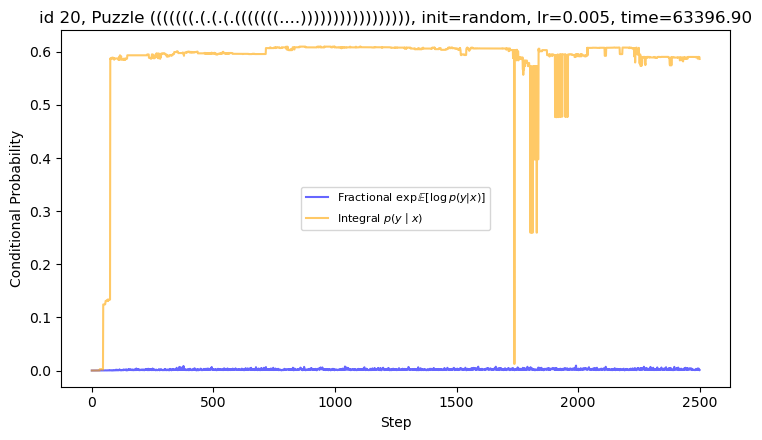 id 20, Puzzle (((((((.(.(.(.(((((((....))))))))))))))))), init=random, lr=0.005, time=63396.90
Conditional Probability
0.6
0.5
0.4
0.3
0.2
0.1
0.0
Fractional exp𝔼[log p(y|x)]
Integral p(y | x)
0 500 1000 1500 2000 2500
Step